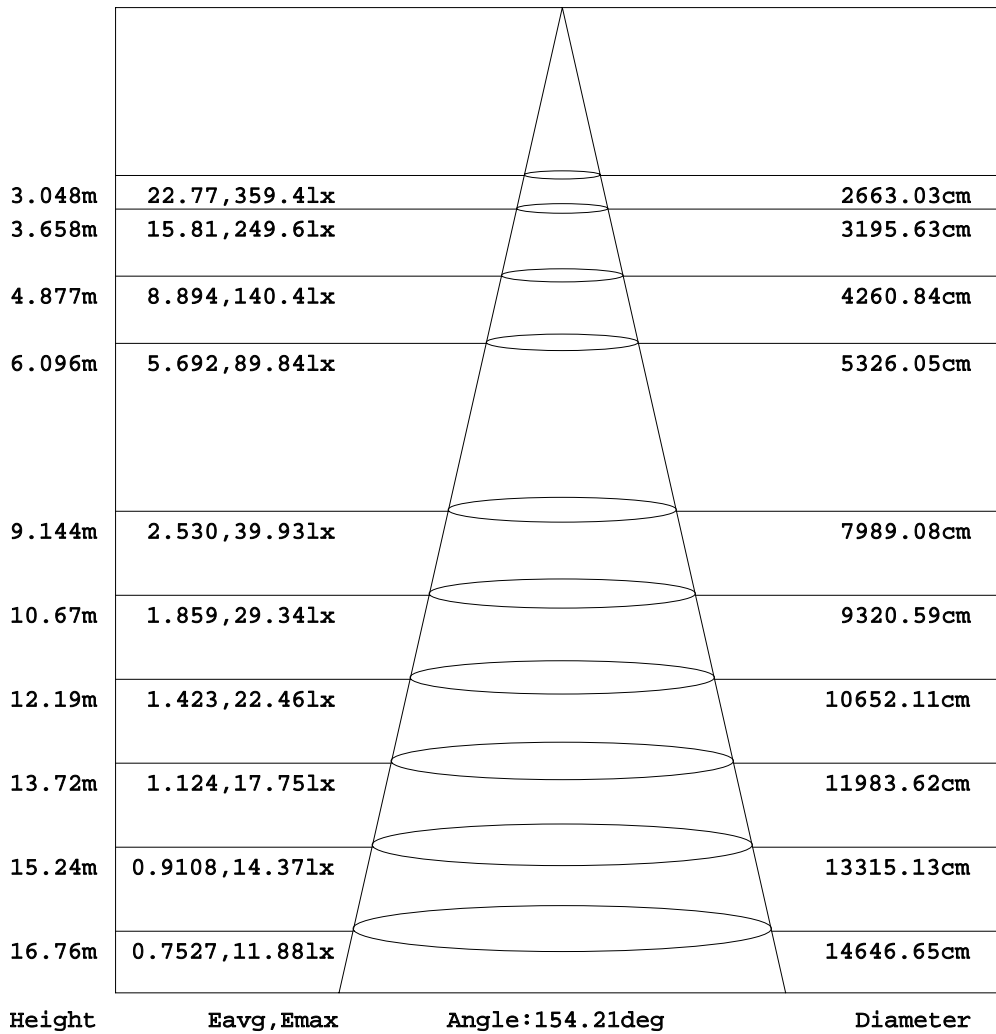 3.048m 22.77,359.4lx 2663.03cm
3.658m 15.81,249.6lx 3195.63cm
4.877m 8.894,140.4lx 4260.84cm
6.096m 5.692,89.84lx 5326.05cm
9.144m 2.530,39.93lx 7989.08cm
10.67m 1.859,29.34lx 9320.59cm
12.19m 1.423,22.46lx 10652.11cm
13.72m 1.124,17.75lx 11983.62cm
15.24m 0.9108,14.37lx 13315.13cm
16.76m 0.7527,11.88lx 14646.65cm
Height Eavg,Emax Angle:154.21deg Diameter